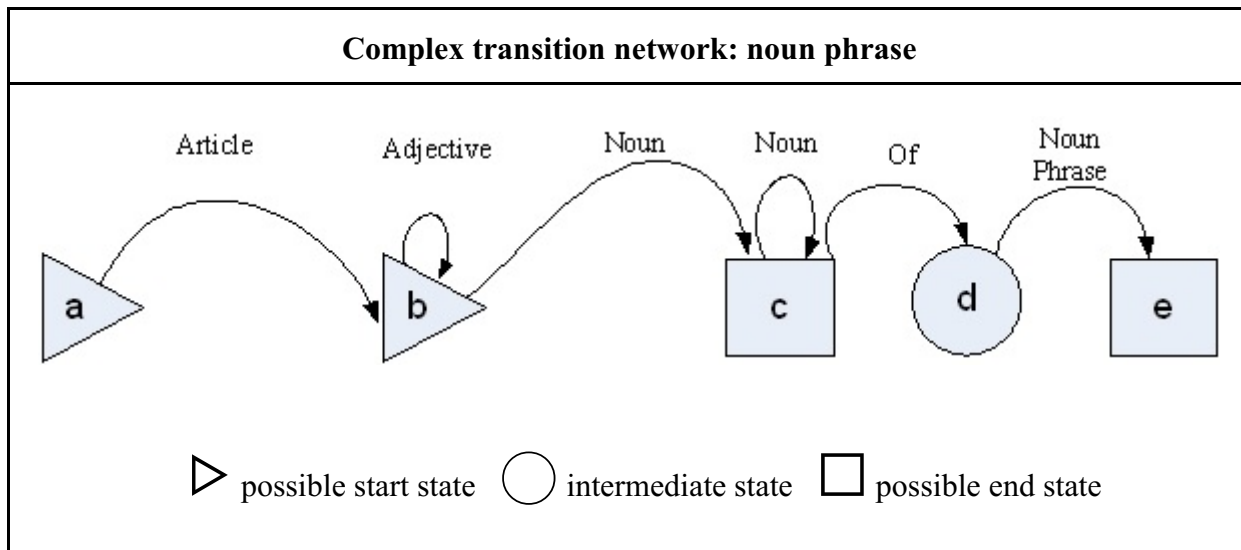 Complex transition network: noun phrase
Article
Adjective
Noun
Noun
Of
Noun
Phrase
a
b
c
d
e
possible start state
intermediate state
possible end state